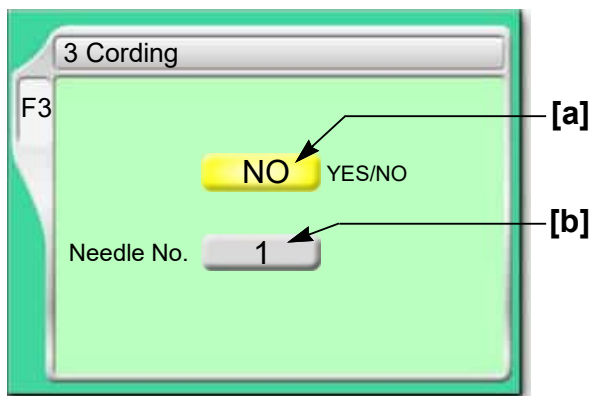 3 Cording
F3
[a]
NO YES/NO
[b]
Needle No. 1